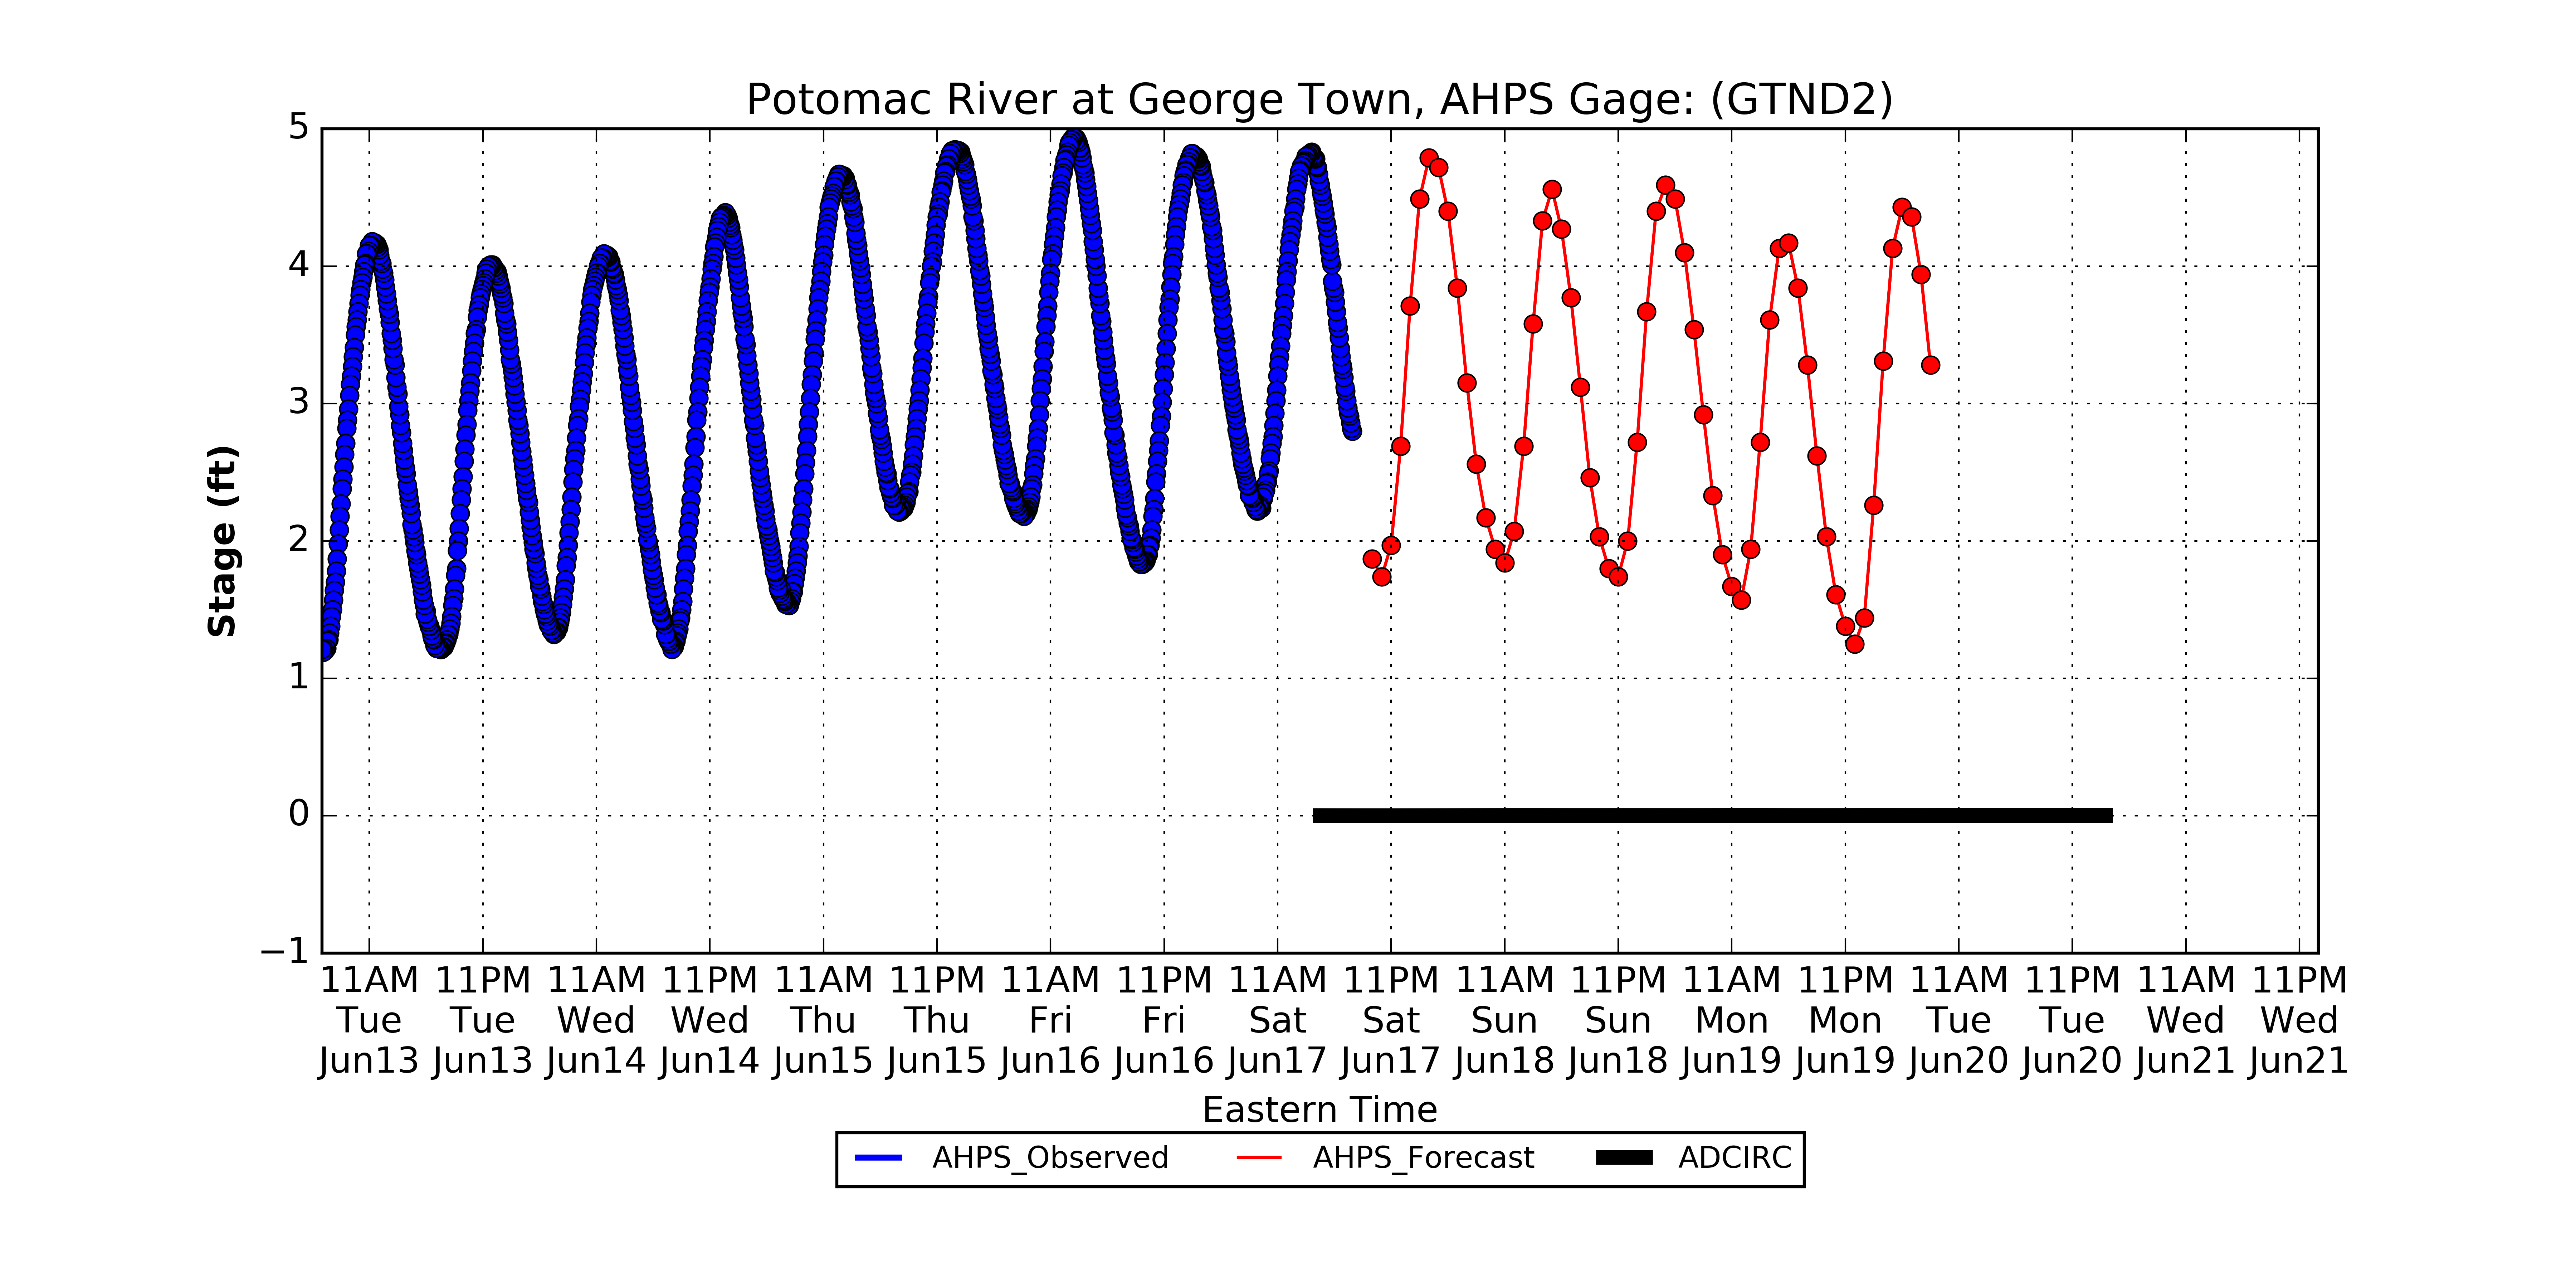 Potomac River at George Town, AHPS Gage: (GTND2)
5
4
3
2
1
0
−1
Stage (ft)
11AM 11PM 11AM 11PM 11AM 11PM 11AM 11PM 11AM 11PM 11AM 11PM 11AM 11PM 11AM 11PM 11AM 11PM
Tue Tue Wed Wed Thu Thu Fri Fri Sat Sat Sun Sun Mon Mon Tue Tue Wed Wed
Jun13 Jun13 Jun14 Jun14 Jun15 Jun15 Jun16 Jun16 Jun17 Jun17 Jun18 Jun18 Jun19 Jun19 Jun20 Jun20 Jun21 Jun21
Eastern Time
AHPS_Observed AHPS_Forecast ADCIRC